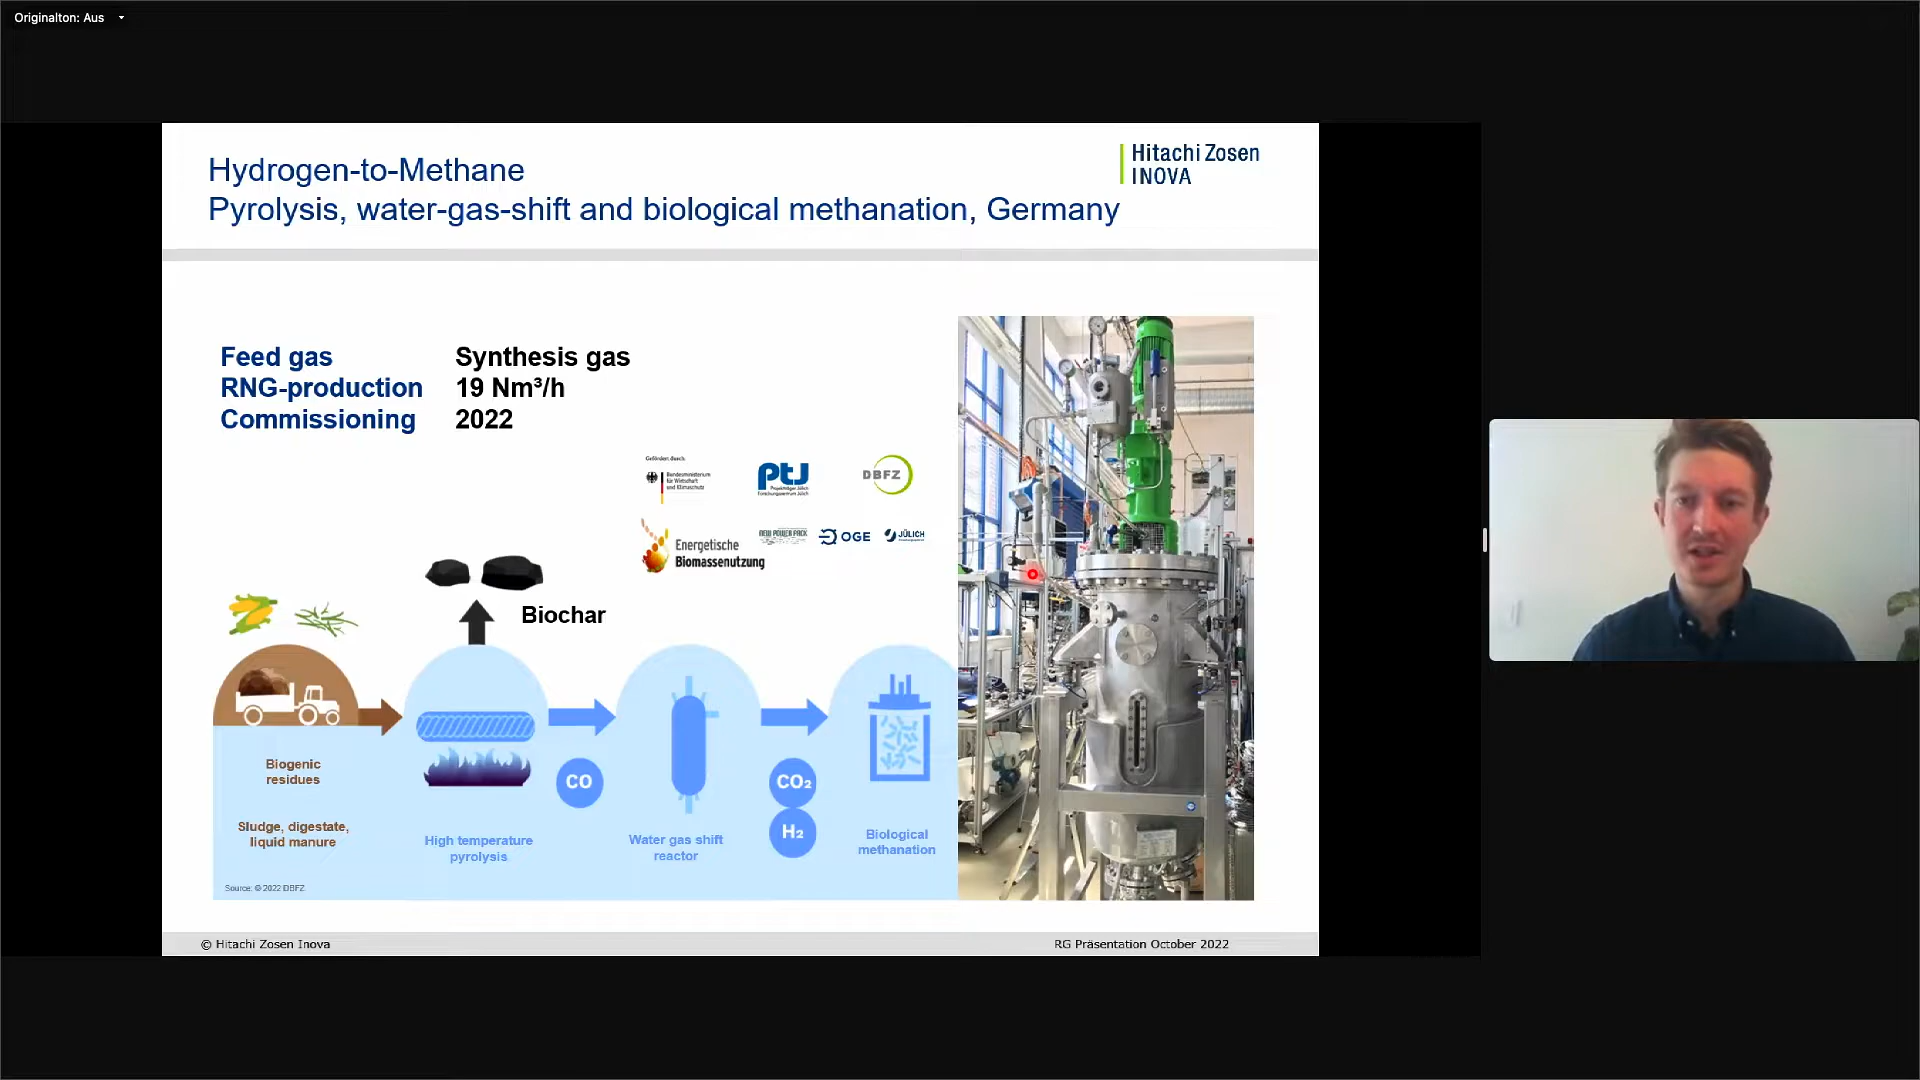 Originalton: Aus
Hydrogen-to-Methane
Pyrolysis, water-gas-shift and biological methanation, Germany
Hitachi Zosen
INOVA
Feed gas Synthesis gas
RNG-production 19 Nm³/h
Commissioning 2022
Gefördert durch:
Bundesministerium
für Wirtschaft
und Klimaschutz
PtJ
Projektträger Jülich
Forschungszentrum Jülich
DBFZ
Energetische
Biomassenutzung
NEW POWER PACK
OGE
JÜLICH
Forschungszentrum
Biochar
Biogenic
residues
Sludge, digestate,
liquid manure
High temperature
pyrolysis
CO
Water gas shift
reactor
CO₂
H₂
Biological
methanation
Source: © 2022 DBFZ
© Hitachi Zosen Inova
RG Präsentation October 2022